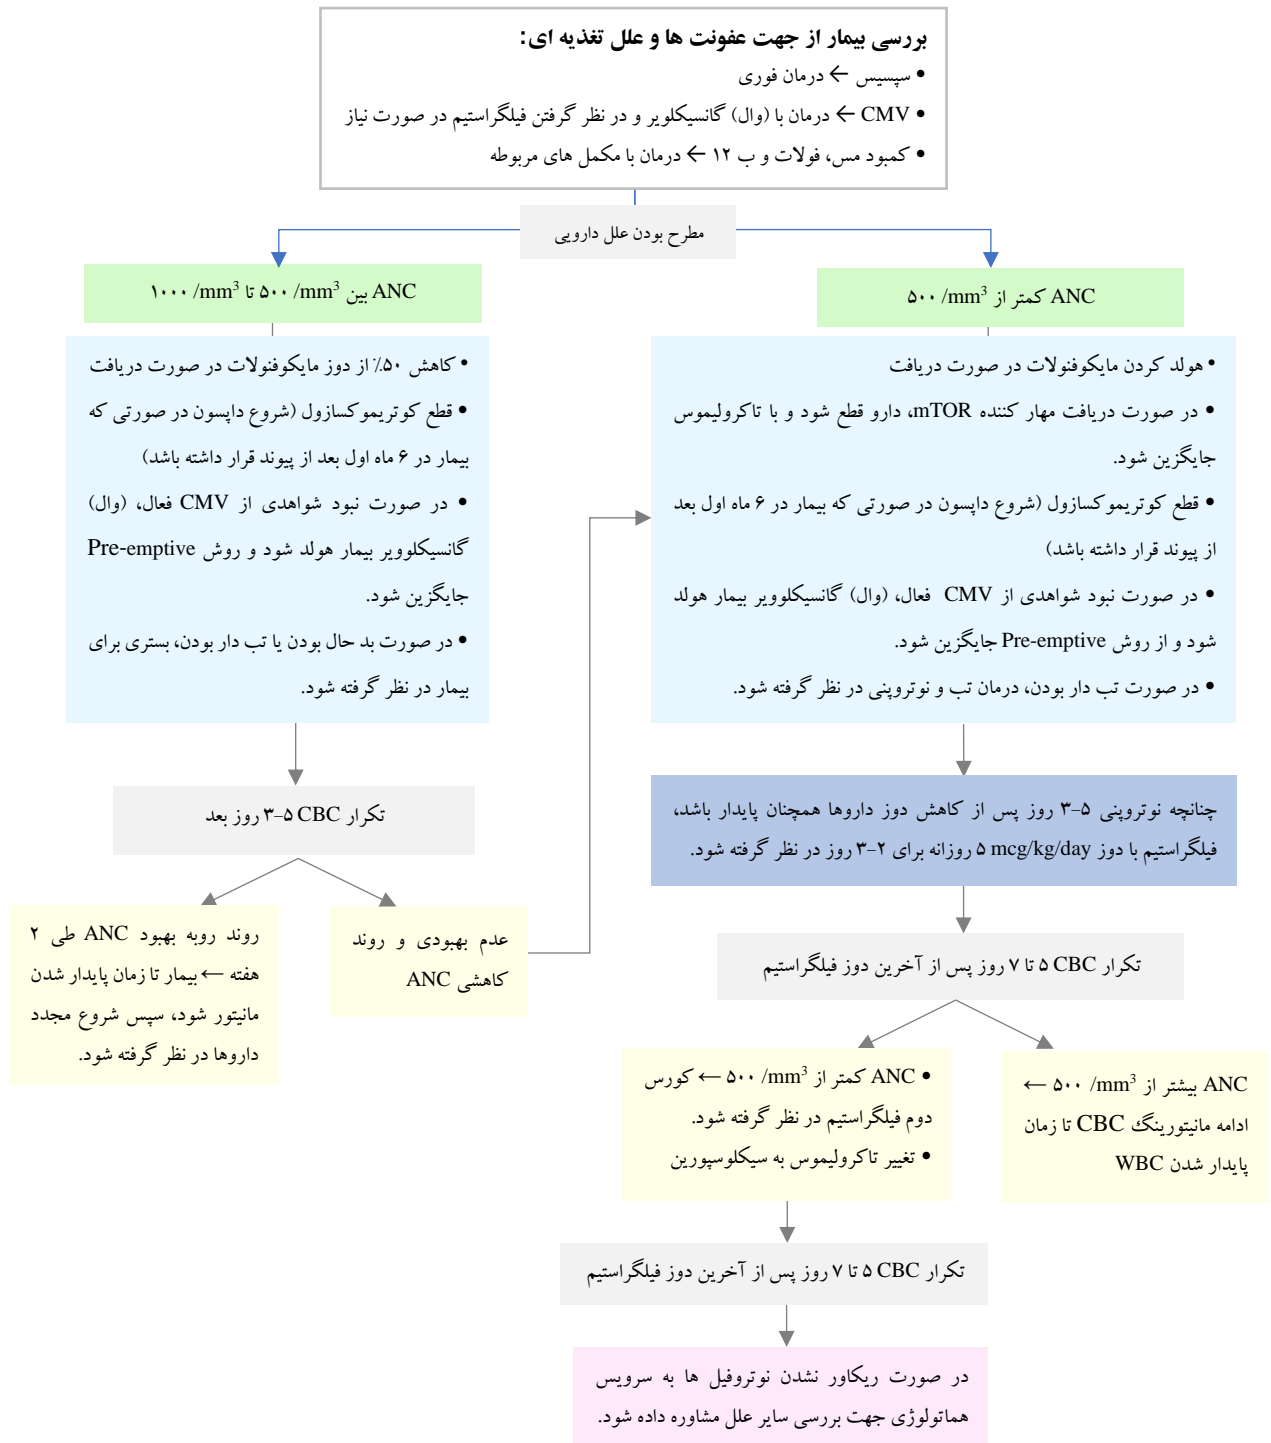 بررسی بیمار از جهت عفونت ها و علل تغذیه ای:
• سپسیس ← درمان فوری
• CMV ← درمان با (وال) گانسیکلویر و در نظر گرفتن فیلگراستیم در صورت نیاز
• کمبود مس، فولات و ب ۱۲ ← درمان با مکمل های مربوطه
مطرح بودن علل دارویی
ANC کمتر از ۵۰۰ /mm³
• هولد کردن مایکوفنولات در صورت دریافت
• در صورت دریافت مهار کننده mTOR، دارو قطع شود و با تاکرولیموس
جایگزین شود.
• قطع کوتریموکسازول (شروع داپسون در صورتی که بیمار در ۶ ماه اول بعد
از پیوند قرار داشته باشد)
• در صورت نبود شواهدی از CMV فعال، (وال) گانسیکلوویر بیمار هولد
شود و از روش Pre-emptive جایگزین شود.
• در صورت تب دار بودن، درمان تب و نوتروپنی در نظر گرفته شود.
چنانچه نوتروپنی ۵-۳ روز پس از کاهش دوز داروها همچنان پایدار باشد،
فیلگراستیم با دوز ۵ mcg/kg/day روزانه برای ۲-۳ روز در نظر گرفته شود.
تکرار CBC ۵ تا ۷ روز پس از آخرین دوز فیلگراستیم
ANC بیشتر از ۵۰۰ /mm³ ←
ادامه مانیتورینگ CBC تا زمان
پایدار شدن WBC
• ANC کمتر از ۵۰۰ /mm³ ← کورس
دوم فیلگراستیم در نظر گرفته شود.
• تغییر تاکرولیموس به سیکلوسپورین
تکرار CBC ۵ تا ۷ روز پس از آخرین دوز فیلگراستیم
در صورت ریکاور نشدن نوتروفیل ها به سرویس
هماتولوژی جهت بررسی سایر علل مشاوره داده شود.
ANC بین ۵۰۰ /mm³ تا ۱۰۰۰ /mm³
• کاهش ۵۰٪ از دوز مایکوفنولات در صورت دریافت
• قطع کوتریموکسازول (شروع داپسون در صورتی که
بیمار در ۶ ماه اول بعد از پیوند قرار داشته باشد)
• در صورت نبود شواهدی از CMV فعال، (وال)
گانسیکلوویر بیمار هولد شود و روش Pre-emptive
جایگزین شود.
• در صورت بد حال بودن یا تب دار بودن، بستری برای
بیمار در نظر گرفته شود.
تکرار CBC ۳-۵ روز بعد
عدم بهبودی و روند
کاهشی ANC
روند روبه بهبود ANC طی ۲
هفته ← بیمار تا زمان پایدار شدن
مانیتور شود، سپس شروع مجدد
داروها در نظر گرفته شود.